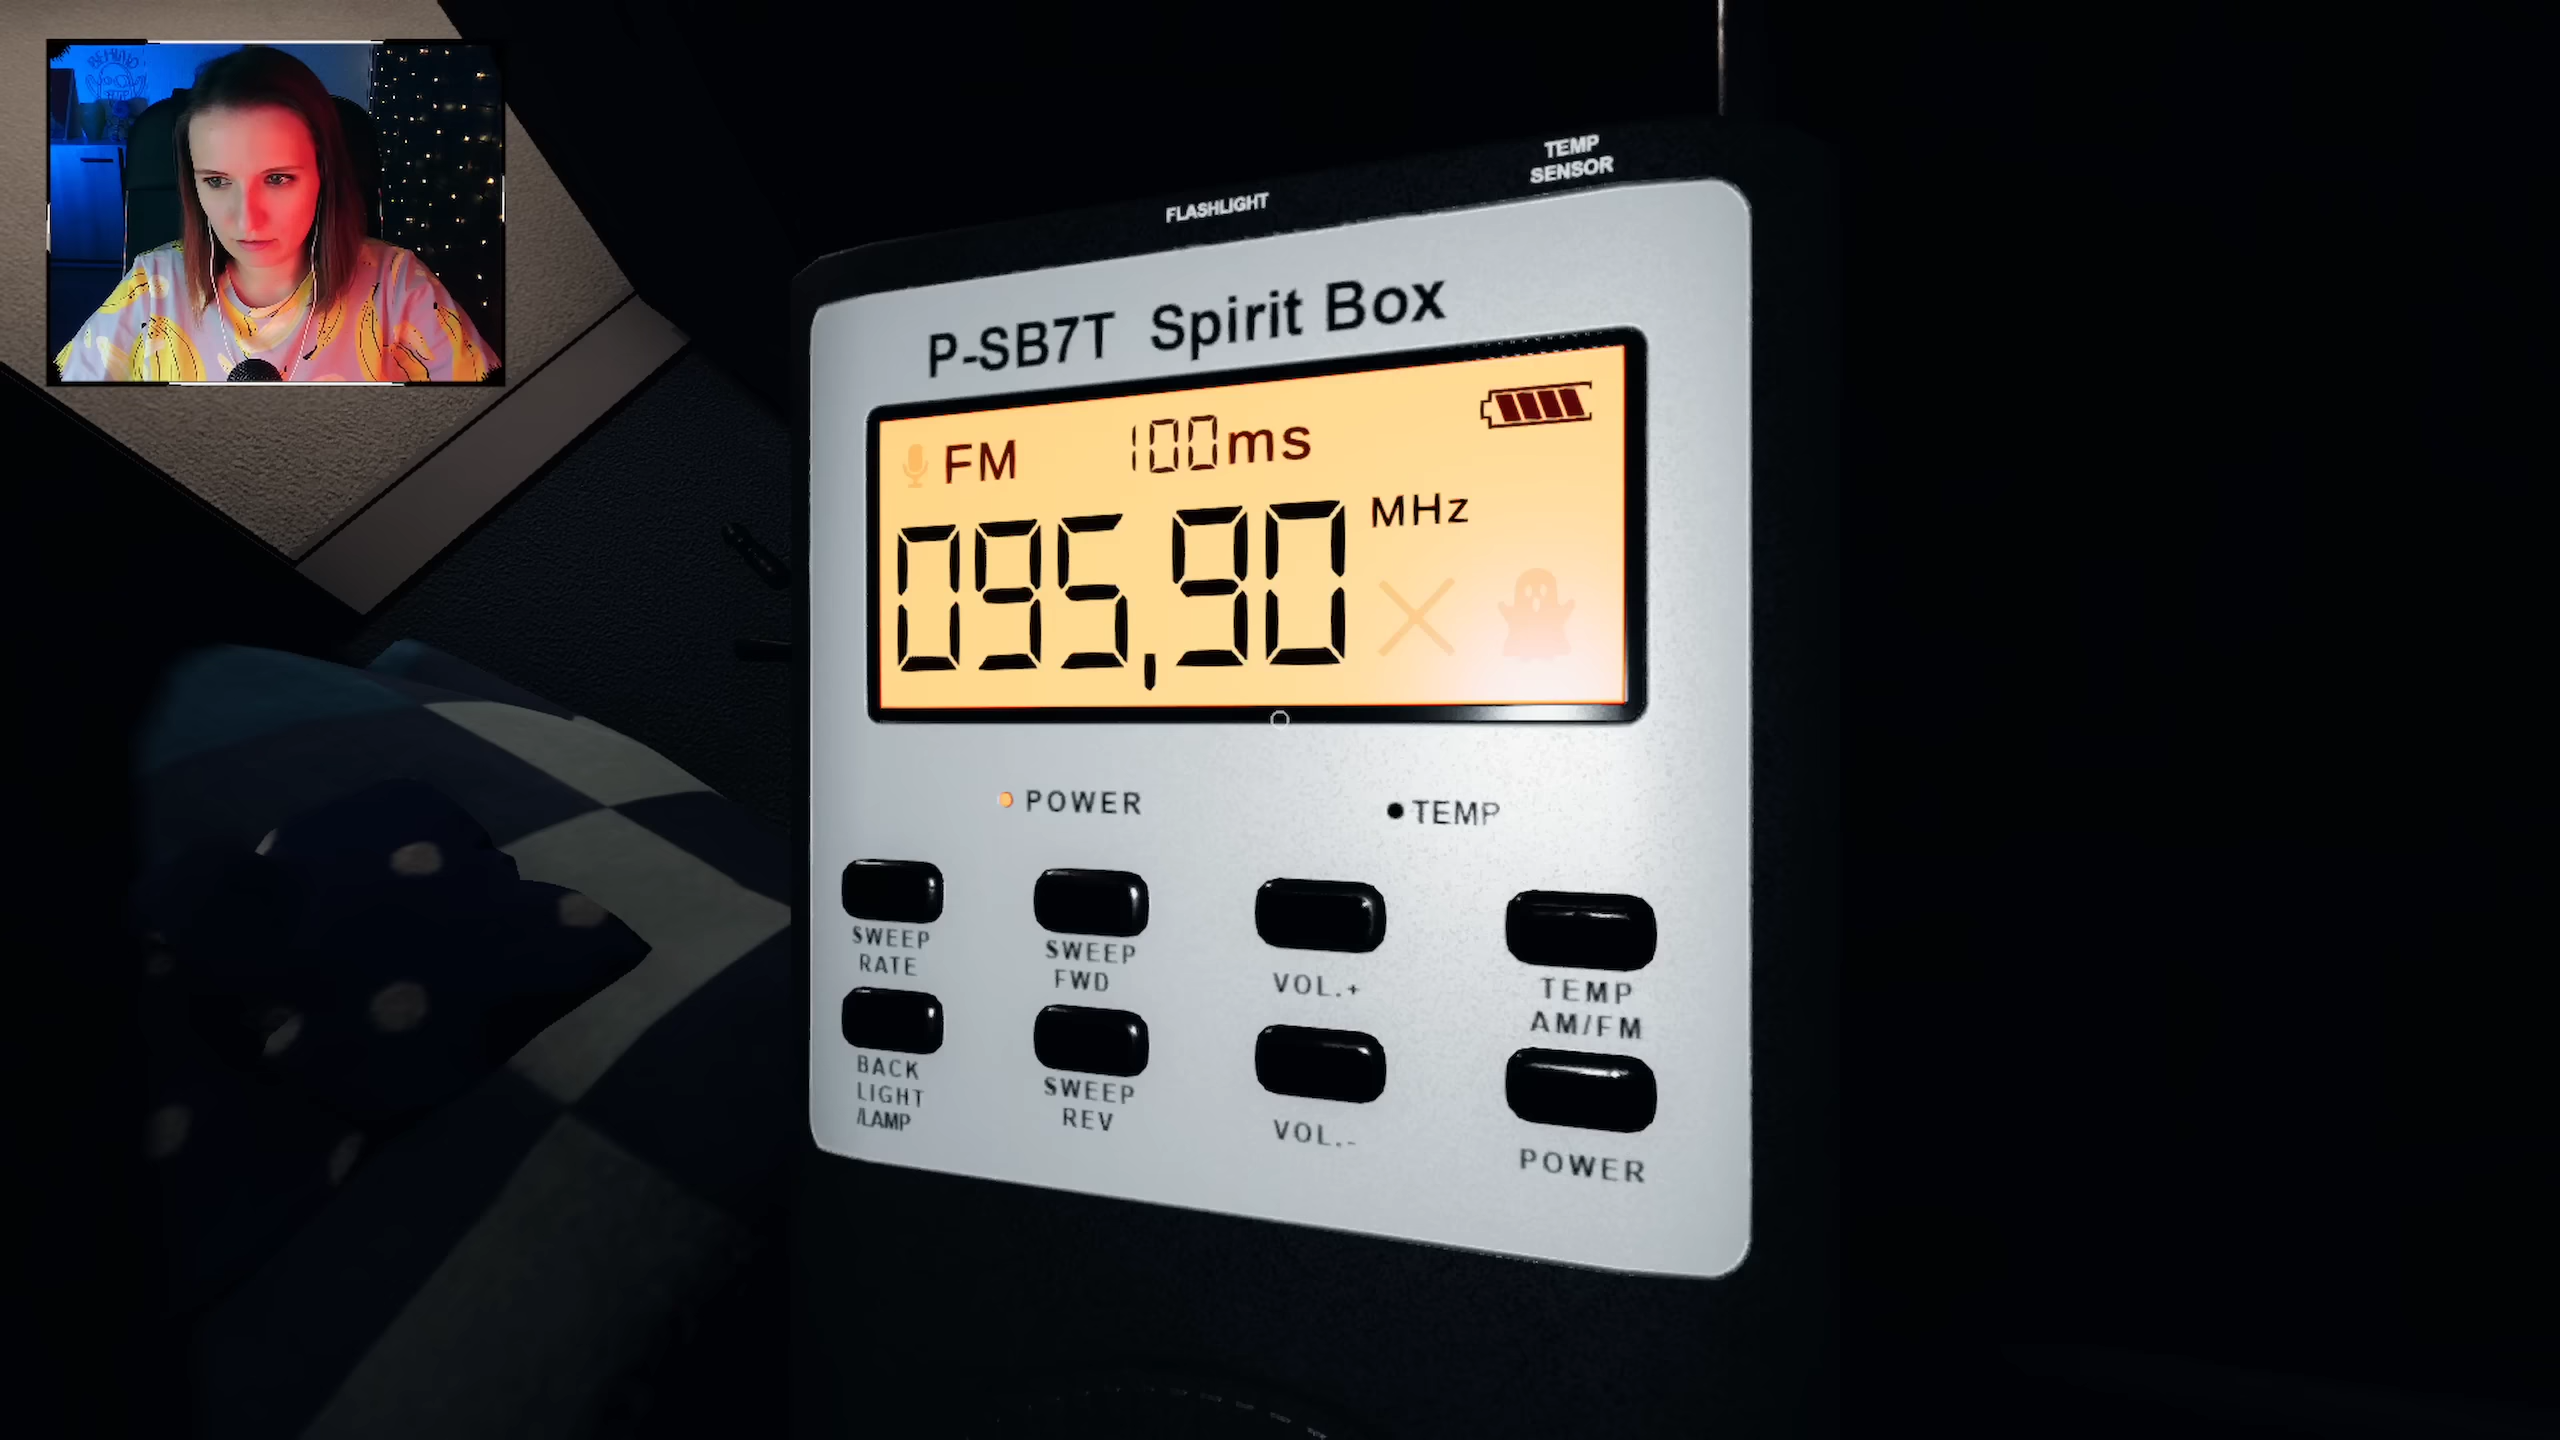 TEMP
SENSOR
FLASHLIGHT
P-SB7T Spirit Box
FM 100ms
095,90 MHz
POWER
TEMP
SWEEP
RATE
SWEEP
FWD
VOL.+
TEMP
AM/FM
BACK
LIGHT
/LAMP
SWEEP
REV
VOL.-
POWER